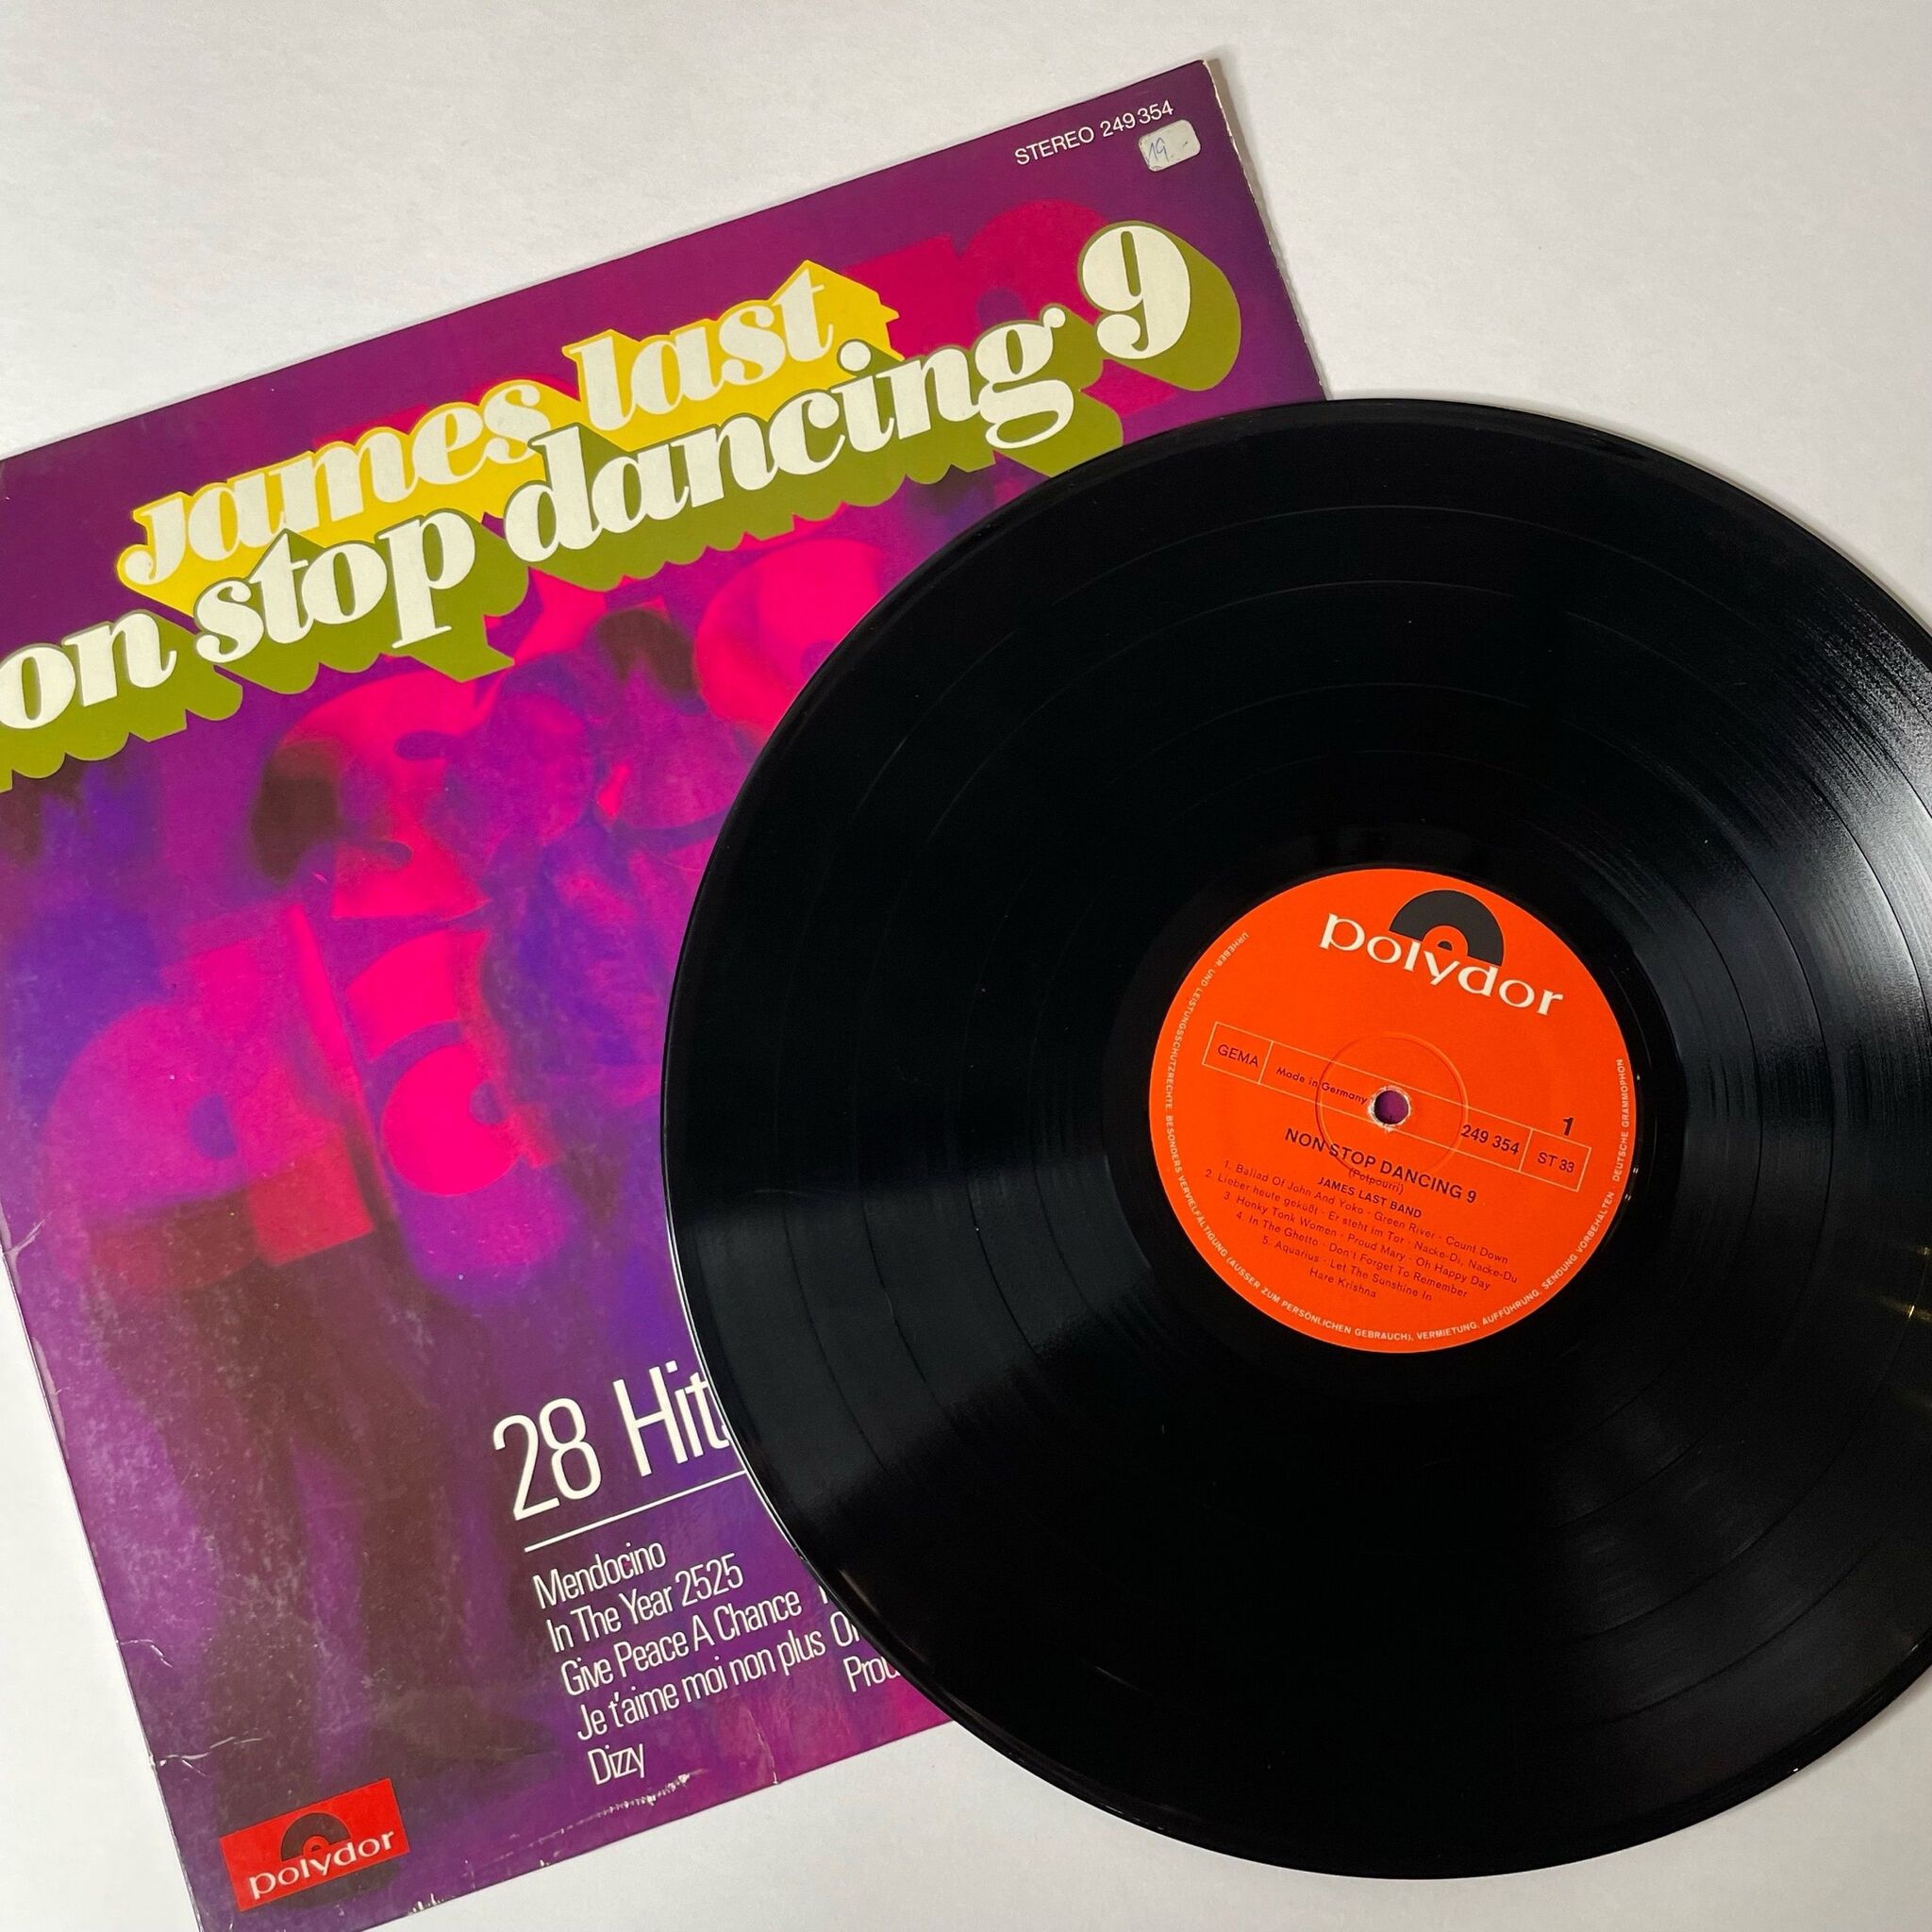 STEREO 249 354
19.-
james last
on stop dancing 9
28 Hit
Mendocino
In The Year 2525
Give Peace A Chance
Je t'aime moi non plus
Dizzy
polydor
polydor
GEMA
Made in Germany
249 354
1
ST 33
NON STOP DANCING 9
(Potpourri)
JAMES LAST BAND
1. Ballad Of John And Yoko · Green River · Count Down
2. Lieber heute geküßt · Er steht im Tor · Nacke-Di, Nacke-Du
3. Honky Tonk Women · Proud Mary · Oh Happy Day
4. In The Ghetto · Don't Forget To Remember
5. Aquarius · Let The Sunshine In
Hare Krishna
URHEBER- UND LEISTUNGSSCHUTZRECHTE, BESONDERS VERVIELFÄLTIGUNG (AUSSER ZUM PERSÖNLICHEN GEBRAUCH), VERMIETUNG, AUFFÜHRUNG, SENDUNG VORBEHALTEN · DEUTSCHE GRAMMOPHON